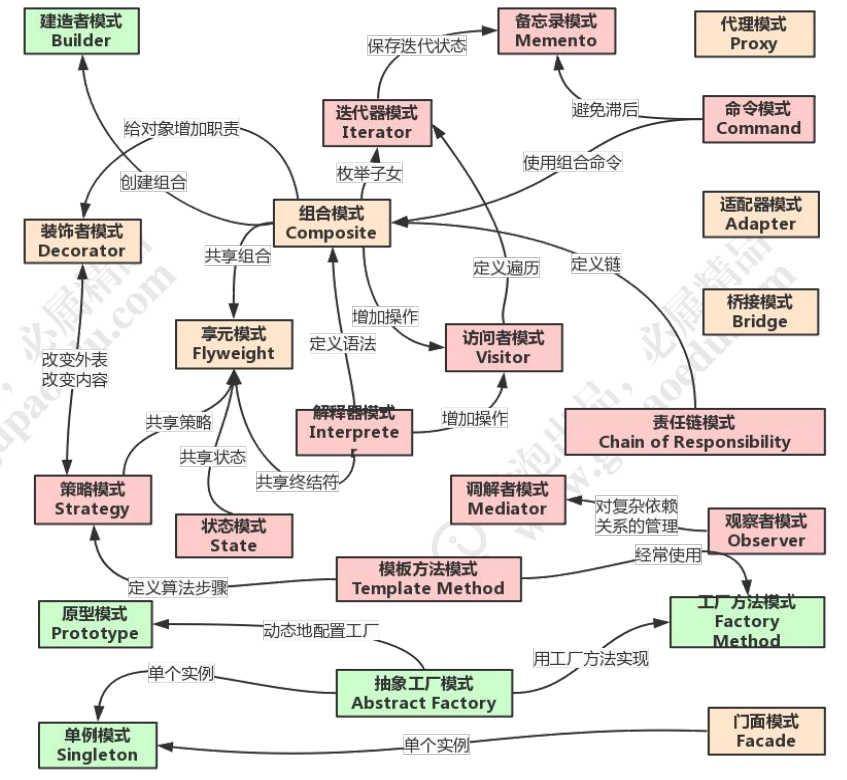 建造者模式
Builder
备忘录模式
Memento
代理模式
Proxy
保存迭代状态
迭代器模式
Iterator
避免滞后
命令模式
Command
给对象增加职责
枚举子女
使用组合命令
创建组合
装饰者模式
Decorator
组合模式
Composite
适配器模式
Adapter
共享组合
定义遍历
定义链
桥接模式
Bridge
享元模式
Flyweight
增加操作
定义语法
访问者模式
Visitor
改变外表
改变内容
共享策略
解释器模式
Interprete
r
增加操作
责任链模式
Chain of Responsibility
共享状态
共享终结符
策略模式
Strategy
调解者模式
Mediator
对复杂依赖
关系的管理
状态模式
State
观察者模式
Observer
经常使用
定义算法步骤
模板方法模式
Template Method
原型模式
Prototype
动态地配置工厂
工厂方法模式
Factory
Method
用工厂方法实现
单个实例
抽象工厂模式
Abstract Factory
单例模式
Singleton
单个实例
门面模式
Facade